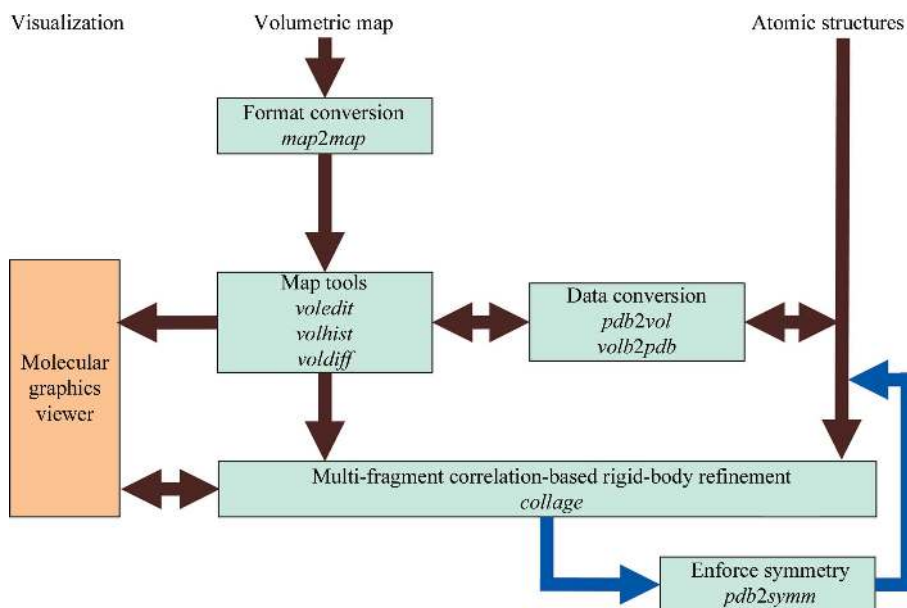 Visualization
Volumetric map
Atomic structures
Format conversion
map2map
Map tools
voledit
volhist
voldiff
Data conversion
pdb2vol
volb2pdb
Molecular
graphics
viewer
Multi-fragment correlation-based rigid-body refinement
collage
Enforce symmetry
pdb2symm